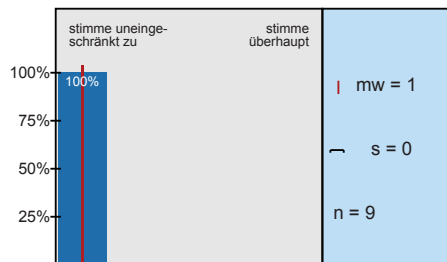 stimme uneinge-
schränkt zu
stimme
überhaupt
100%
100%
75%
50%
25%
mw = 1
s = 0
n = 9